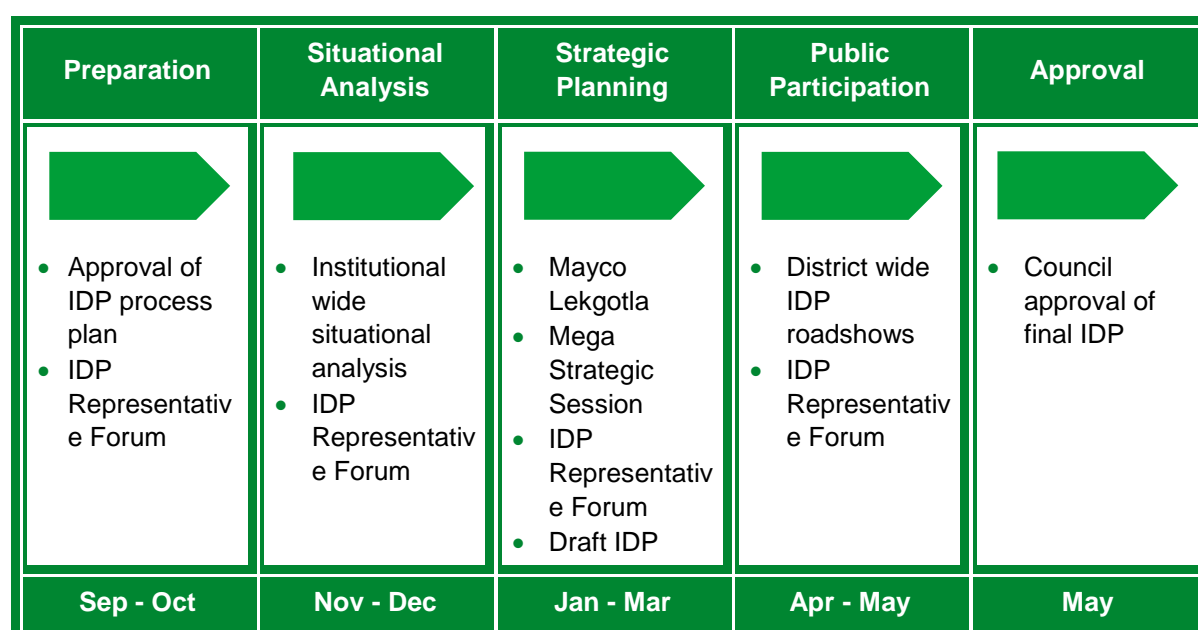 Preparation
Situational
Analysis
Strategic
Planning
Public
Participation
Approval
• Approval of
IDP process
plan
• IDP
Representativ
e Forum
• Institutional
wide
situational
analysis
• IDP
Representativ
e Forum
• Mayco
Lekgotla
• Mega
Strategic
Session
• IDP
Representativ
e Forum
• Draft IDP
• District wide
IDP
roadshows
• IDP
Representativ
e Forum
• Council
approval of
final IDP
Sep - Oct
Nov - Dec
Jan - Mar
Apr - May
May